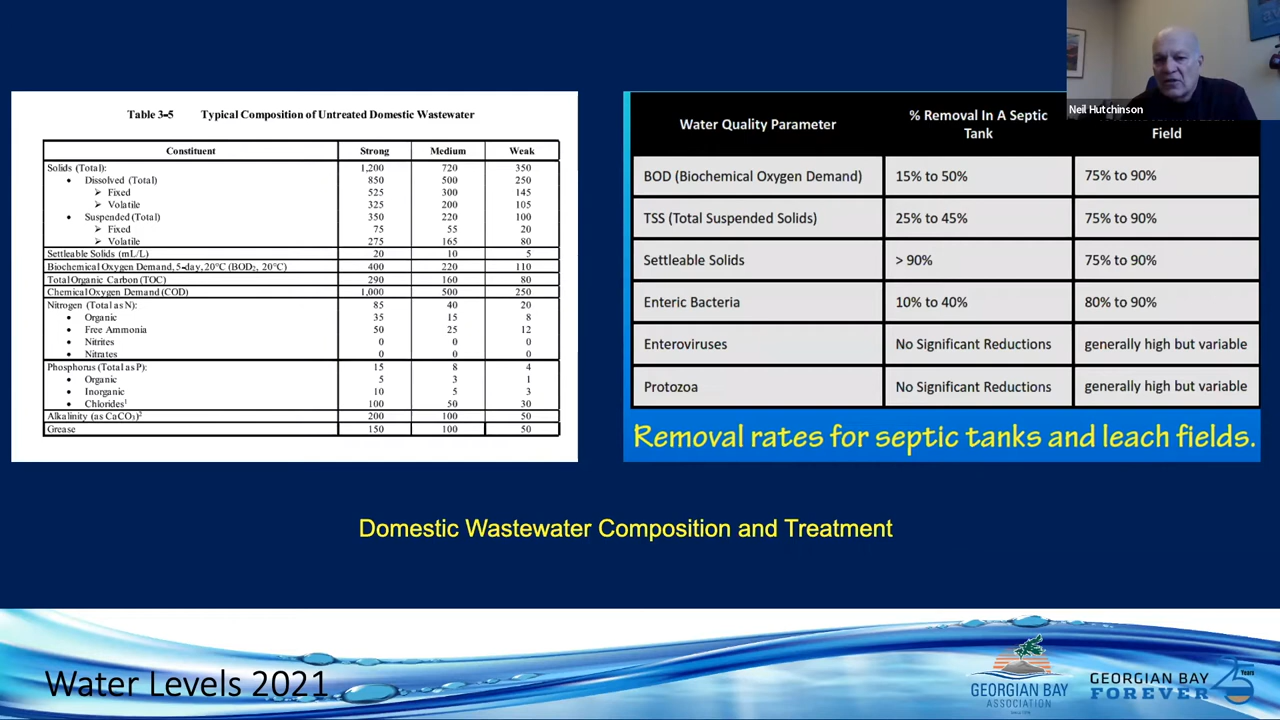 Neil Hutchinson
Table 3-5 Typical Composition of Untreated Domestic Wastewater
Constituent Strong Medium Weak
Solids (Total): 1,200 720 350
• Dissolved (Total) 850 500 250
➢ Fixed 525 300 145
➢ Volatile 325 200 105
• Suspended (Total) 350 220 100
➢ Fixed 75 55 20
➢ Volatile 275 165 80
Settleable Solids (mL/L) 20 10 5
Biochemical Oxygen Demand, 5-day, 20°C (BOD₂, 20°C) 400 220 110
Total Organic Carbon (TOC) 290 160 80
Chemical Oxygen Demand (COD) 1,000 500 250
Nitrogen (Total as N): 85 40 20
• Organic 35 15 8
• Free Ammonia 50 25 12
• Nitrites 0 0 0
• Nitrates 0 0 0
Phosphorus (Total as P): 15 8 4
• Organic 5 3 1
• Inorganic 10 5 3
• Chlorides¹ 100 50 30
Alkalinity (as CaCO₃)² 200 100 50
Grease 150 100 50
Water Quality Parameter % Removal In A Septic Tank Field
BOD (Biochemical Oxygen Demand) 15% to 50% 75% to 90%
TSS (Total Suspended Solids) 25% to 45% 75% to 90%
Settleable Solids > 90% 75% to 90%
Enteric Bacteria 10% to 40% 80% to 90%
Enteroviruses No Significant Reductions generally high but variable
Protozoa No Significant Reductions generally high but variable
Removal rates for septic tanks and leach fields.
Domestic Wastewater Composition and Treatment
Water Levels 2021
GEORGIAN BAY
ASSOCIATION
GEORGIAN BAY
FOREVER
25 Years